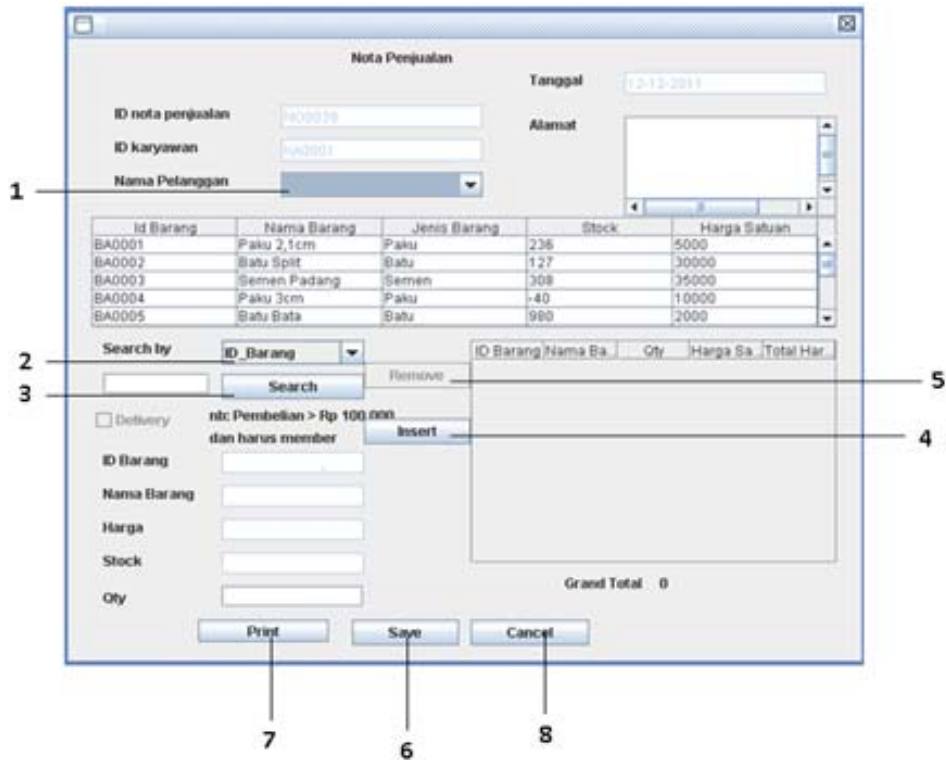 Nota Penjualan
Tanggal 12-12-2011
ID nota penjualan NO0039
Alamat
ID karyawan KA0001
Nama Pelanggan
1
Id Barang Nama Barang Jenis Barang Stock Harga Satuan
BA0001 Paku 2,1cm Paku 236 5000
BA0002 Batu Split Batu 127 30000
BA0003 Semen Padang Semen 308 35000
BA0004 Paku 3cm Paku -40 10000
BA0005 Batu Bata Batu 980 2000
Search by ID_Barang
2
ID Barang Nama Ba... Qty Harga Sa... Total Har...
Search Remove
3
5
Delivery nb: Pembelian > Rp 100.000
dan harus member
Insert
4
ID Barang
Nama Barang
Harga
Stock
Grand Total 0
Qty
Print Save Cancel
7 6 8